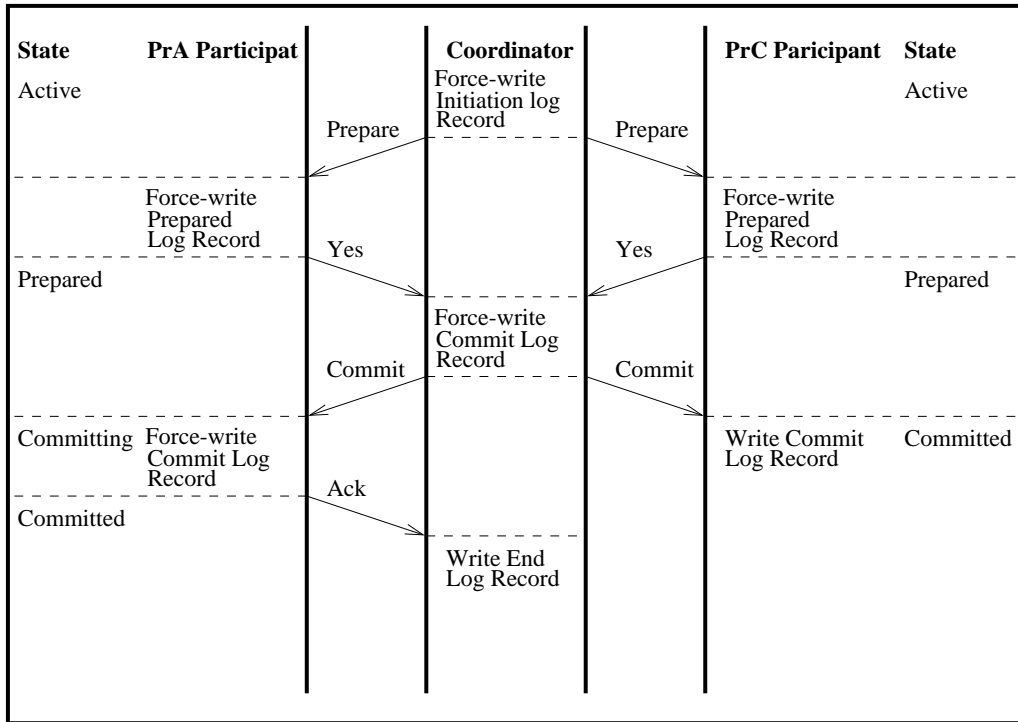 State PrA Participat Coordinator PrC Paricipant State
Active Force-write Active
Initiation log
Record
Prepare Prepare
Force-write Force-write
Prepared Prepared
Log Record Log Record
Yes Yes
Prepared Prepared
Force-write
Commit Log
Record
Commit Commit
Committing Force-write Write Commit Committed
Commit Log Log Record
Record
Ack
Committed
Write End
Log Record